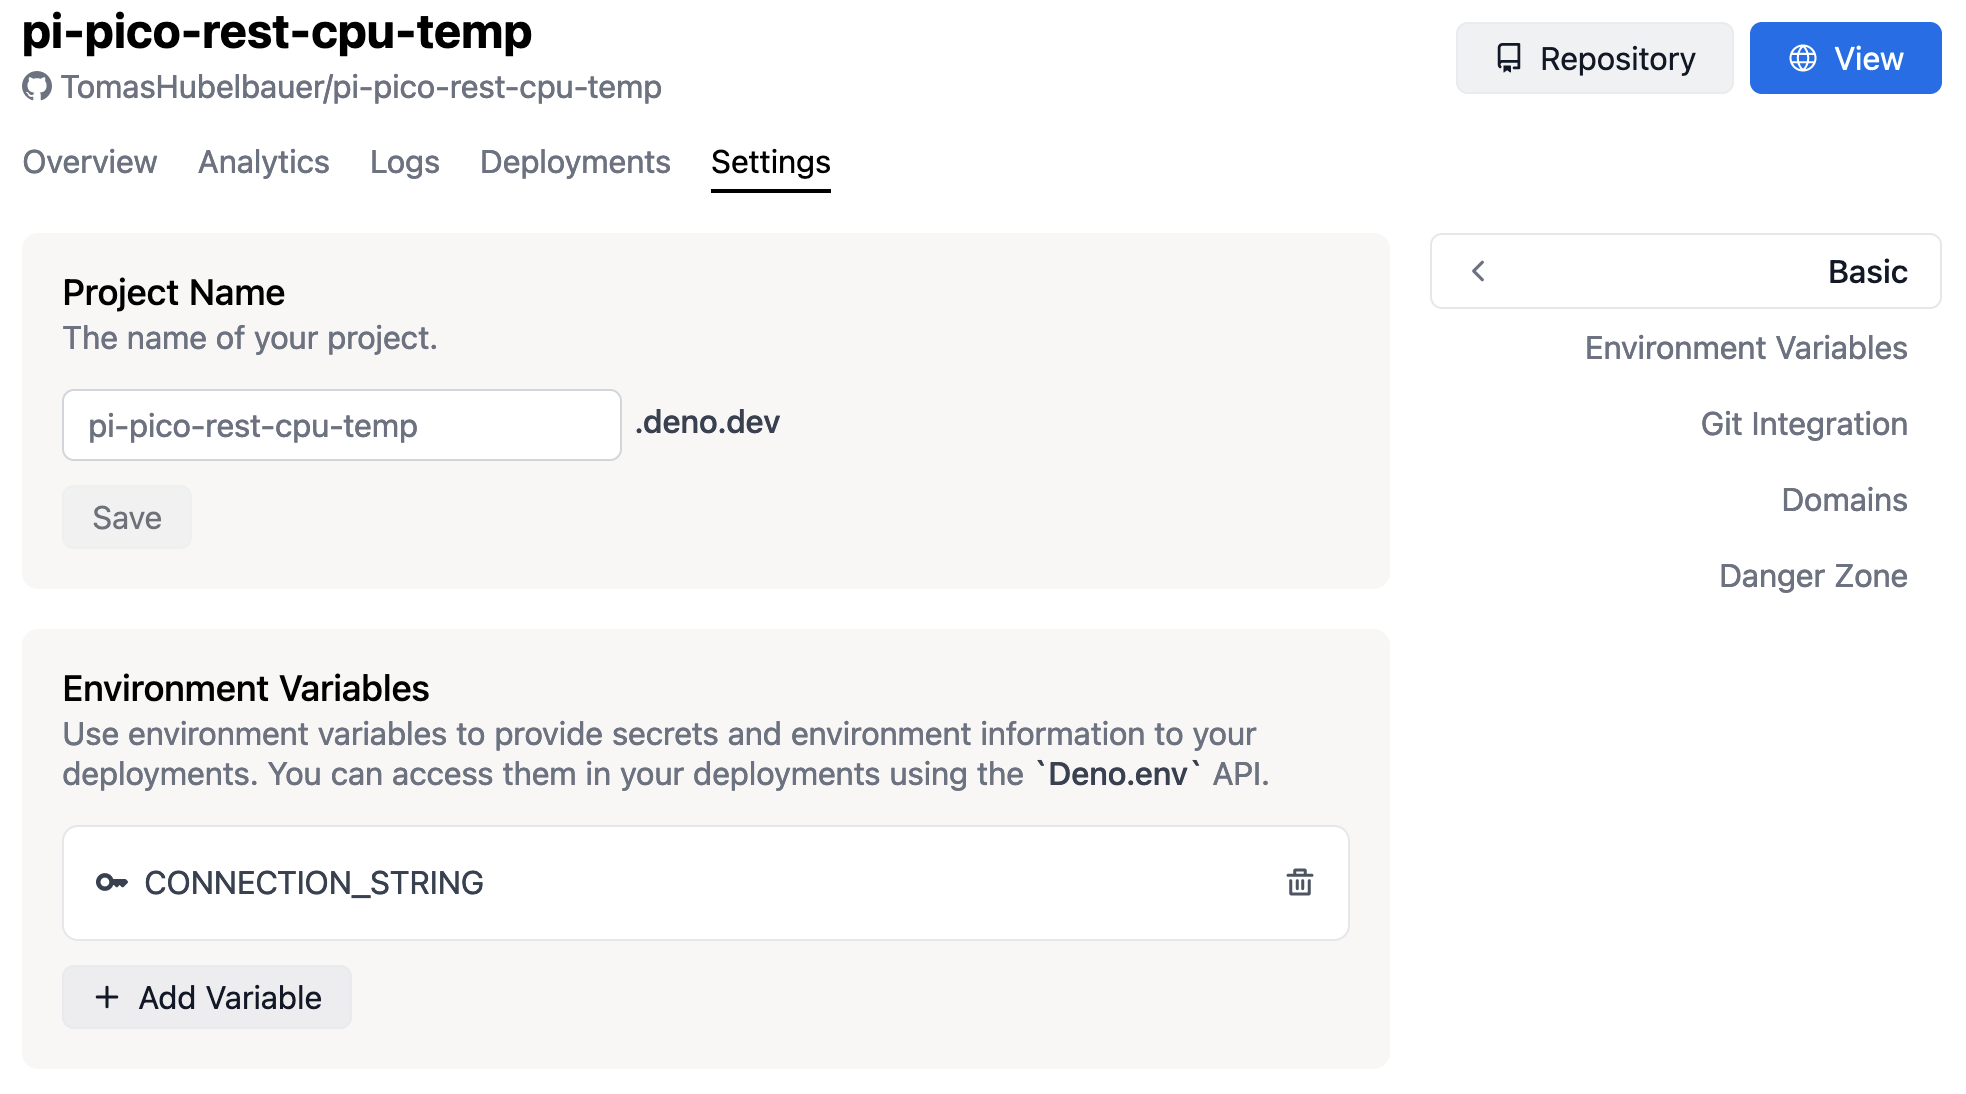 pi-pico-rest-cpu-temp
TomasHubelbauer/pi-pico-rest-cpu-temp
Repository
View
Overview Analytics Logs Deployments Settings
Project Name
The name of your project.
pi-pico-rest-cpu-temp .deno.dev
Save
Basic
Environment Variables
Git Integration
Domains
Danger Zone
Environment Variables
Use environment variables to provide secrets and environment information to your
deployments. You can access them in your deployments using the `Deno.env` API.
CONNECTION_STRING
Add Variable